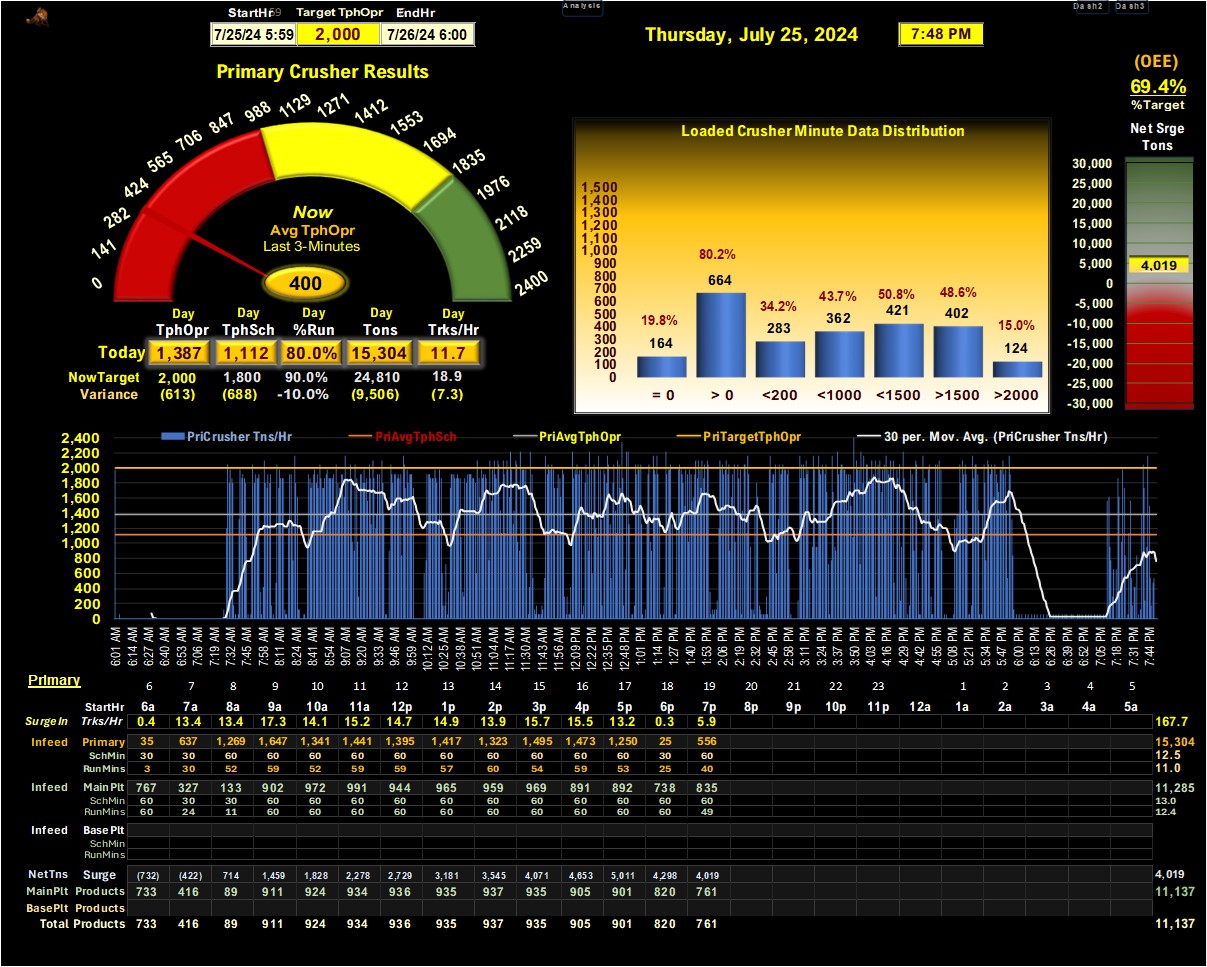 StartHr59 Target TphOpr EndHr
7/25/24 5:59 2,000 7/26/24 6:00
Analysis
Dash2 Dash3
Thursday, July 25, 2024
7:48 PM
(OEE)
69.4%
%Target
Net Srge
Tons
30,000
25,000
20,000
15,000
10,000
5,000
4,019
0
-5,000
-10,000
-15,000
-20,000
-25,000
-30,000
Primary Crusher Results
0
141
282
424
565
706
847
988
1129
1271
1412
1553
1694
1835
1976
2118
2259
2400
Now
Avg TphOpr
Last 3-Minutes
400
Day Day Day Day Day
TphOpr TphSch %Run Tons Trks/Hr
Today 1,387 1,112 80.0% 15,304 11.7
NowTarget 2,000 1,800 90.0% 24,810 18.9
Variance (613) (688) -10.0% (9,506) (7.3)
Loaded Crusher Minute Data Distribution
1,500
1,400
1,300
1,200
1,100
1,000
900
800
700
600
500
400
300
200
100
0
19.8% 80.2% 34.2% 43.7% 50.8% 48.6% 15.0%
164 664 283 362 421 402 124
= 0 > 0 <200 <1000 <1500 >1500 >2000
PriCrusher Tns/Hr PriAvgTphSch PriAvgTphOpr PriTargetTphOpr 30 per. Mov. Avg. (PriCrusher Tns/Hr)
2,400
2,200
2,000
1,800
1,600
1,400
1,200
1,000
800
600
400
200
0
6:01 AM 6:14 AM 6:27 AM 6:40 AM 6:53 AM 7:06 AM 7:19 AM 7:32 AM 7:45 AM 7:58 AM 8:11 AM 8:24 AM 8:41 AM 8:54 AM 9:07 AM 9:20 AM 9:33 AM 9:46 AM 9:59 AM 10:12 AM 10:25 AM 10:38 AM 10:51 AM 11:04 AM 11:17 AM 11:30 AM 11:43 AM 11:56 AM 12:09 PM 12:22 PM 12:35 PM 12:48 PM 1:01 PM 1:14 PM 1:27 PM 1:40 PM 1:53 PM 2:06 PM 2:19 PM 2:32 PM 2:45 PM 2:58 PM 3:11 PM 3:24 PM 3:37 PM 3:50 PM 4:03 PM 4:16 PM 4:29 PM 4:42 PM 4:55 PM 5:08 PM 5:21 PM 5:34 PM 5:47 PM 6:00 PM 6:13 PM 6:26 PM 6:39 PM 6:52 PM 7:05 PM 7:18 PM 7:31 PM 7:44 PM
Primary
6 7 8 9 10 11 12 13 14 15 16 17 18 19 20 21 22 23 1 2 3 4 5
StartHr 6a 7a 8a 9a 10a 11a 12p 1p 2p 3p 4p 5p 6p 7p 8p 9p 10p 11p 12a 1a 2a 3a 4a 5a
SurgeIn Trks/Hr 0.4 13.4 13.4 17.3 14.1 15.2 14.7 14.9 13.9 15.7 15.5 13.2 0.3 5.9 167.7
Infeed Primary 35 637 1,269 1,647 1,341 1,441 1,395 1,417 1,323 1,495 1,473 1,250 25 556 15,304
SchMin 30 30 60 60 60 60 60 60 60 60 60 60 30 60 12.5
RunMins 3 30 52 59 52 59 59 57 60 54 59 53 25 40 11.0
Infeed MainPlt 767 327 133 902 972 991 944 965 959 969 891 892 738 835 11,285
SchMin 60 30 30 60 60 60 60 60 60 60 60 60 60 60 13.0
RunMins 60 24 11 60 60 60 60 60 60 60 60 60 60 49 12.4
Infeed Base Plt
SchMin
RunMins
NetTns Surge (732) (422) 714 1,459 1,828 2,278 2,729 3,181 3,545 4,071 4,653 5,011 4,298 4,019 4,019
MainPlt Products 733 416 89 911 924 934 936 935 937 935 905 901 820 761 11,137
BasePlt Products
Total Products 733 416 89 911 924 934 936 935 937 935 905 901 820 761 11,137